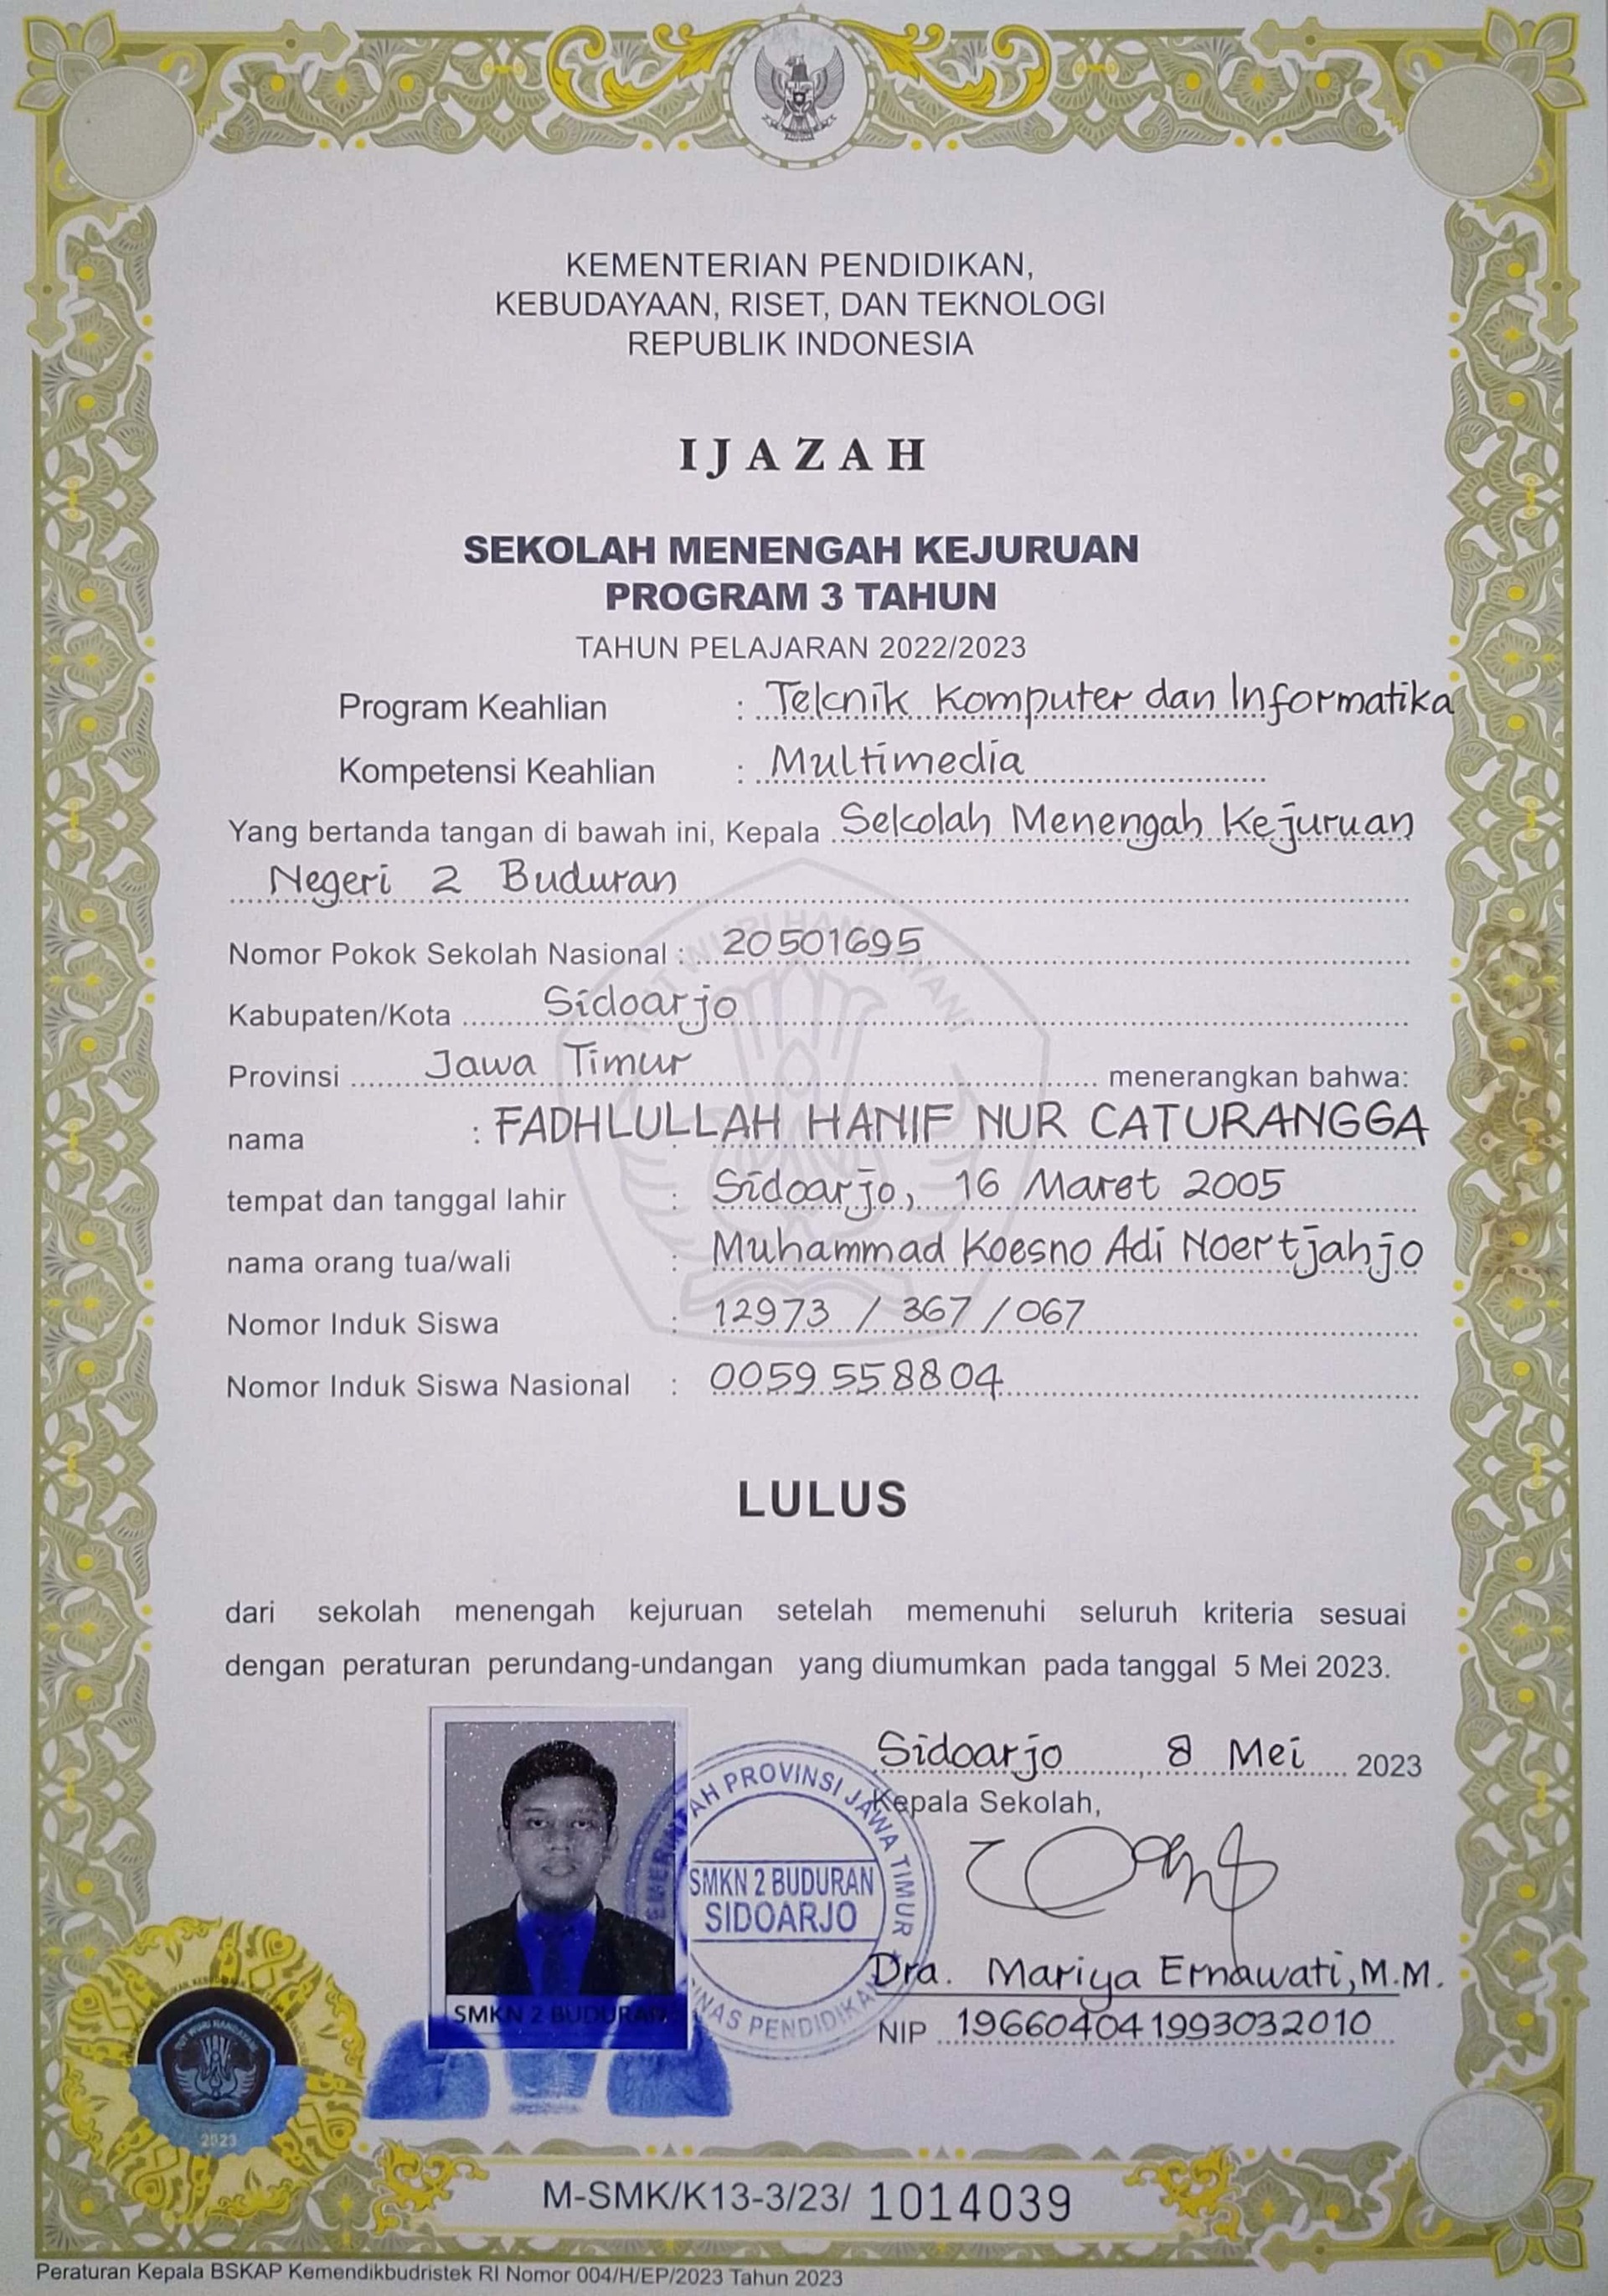 KEMENTERIAN PENDIDIKAN,
KEBUDAYAAN, RISET, DAN TEKNOLOGI
REPUBLIK INDONESIA
IJAZAH
SEKOLAH MENENGAH KEJURUAN
PROGRAM 3 TAHUN
TAHUN PELAJARAN 2022/2023
Program Keahlian : Teknik Komputer dan Informatika
Kompetensi Keahlian : Multimedia
Yang bertanda tangan di bawah ini, Kepala Sekolah Menengah Kejuruan
Negeri 2 Buduran
Nomor Pokok Sekolah Nasional : 20501695
Kabupaten/Kota Sidoarjo
Provinsi Jawa Timur menerangkan bahwa:
nama : FADHLULLAH HANIF NUR CATURANGGA
tempat dan tanggal lahir : Sidoarjo, 16 Maret 2005
nama orang tua/wali : Muhammad Koesno Adi Noertjahjo
Nomor Induk Siswa : 12973 / 367 / 067
Nomor Induk Siswa Nasional : 0059558804
LULUS
dari sekolah menengah kejuruan setelah memenuhi seluruh kriteria sesuai
dengan peraturan perundang-undangan yang diumumkan pada tanggal 5 Mei 2023.
Sidoarjo, 8 Mei 2023
Kepala Sekolah,
PROVINSI JAWA TIMUR
SMKN 2 BUDURAN
SIDOARJO
PENDIDIKAN
Dra. Mariya Ernawati, M.M.
NIP 196604041993032010
SMKN 2 BUDURAN
TUT WURI HANDAYANI
2023
M-SMK/K13-3/23/ 1014039
Peraturan Kepala BSKAP Kemendikbudristek RI Nomor 004/H/EP/2023 Tahun 2023